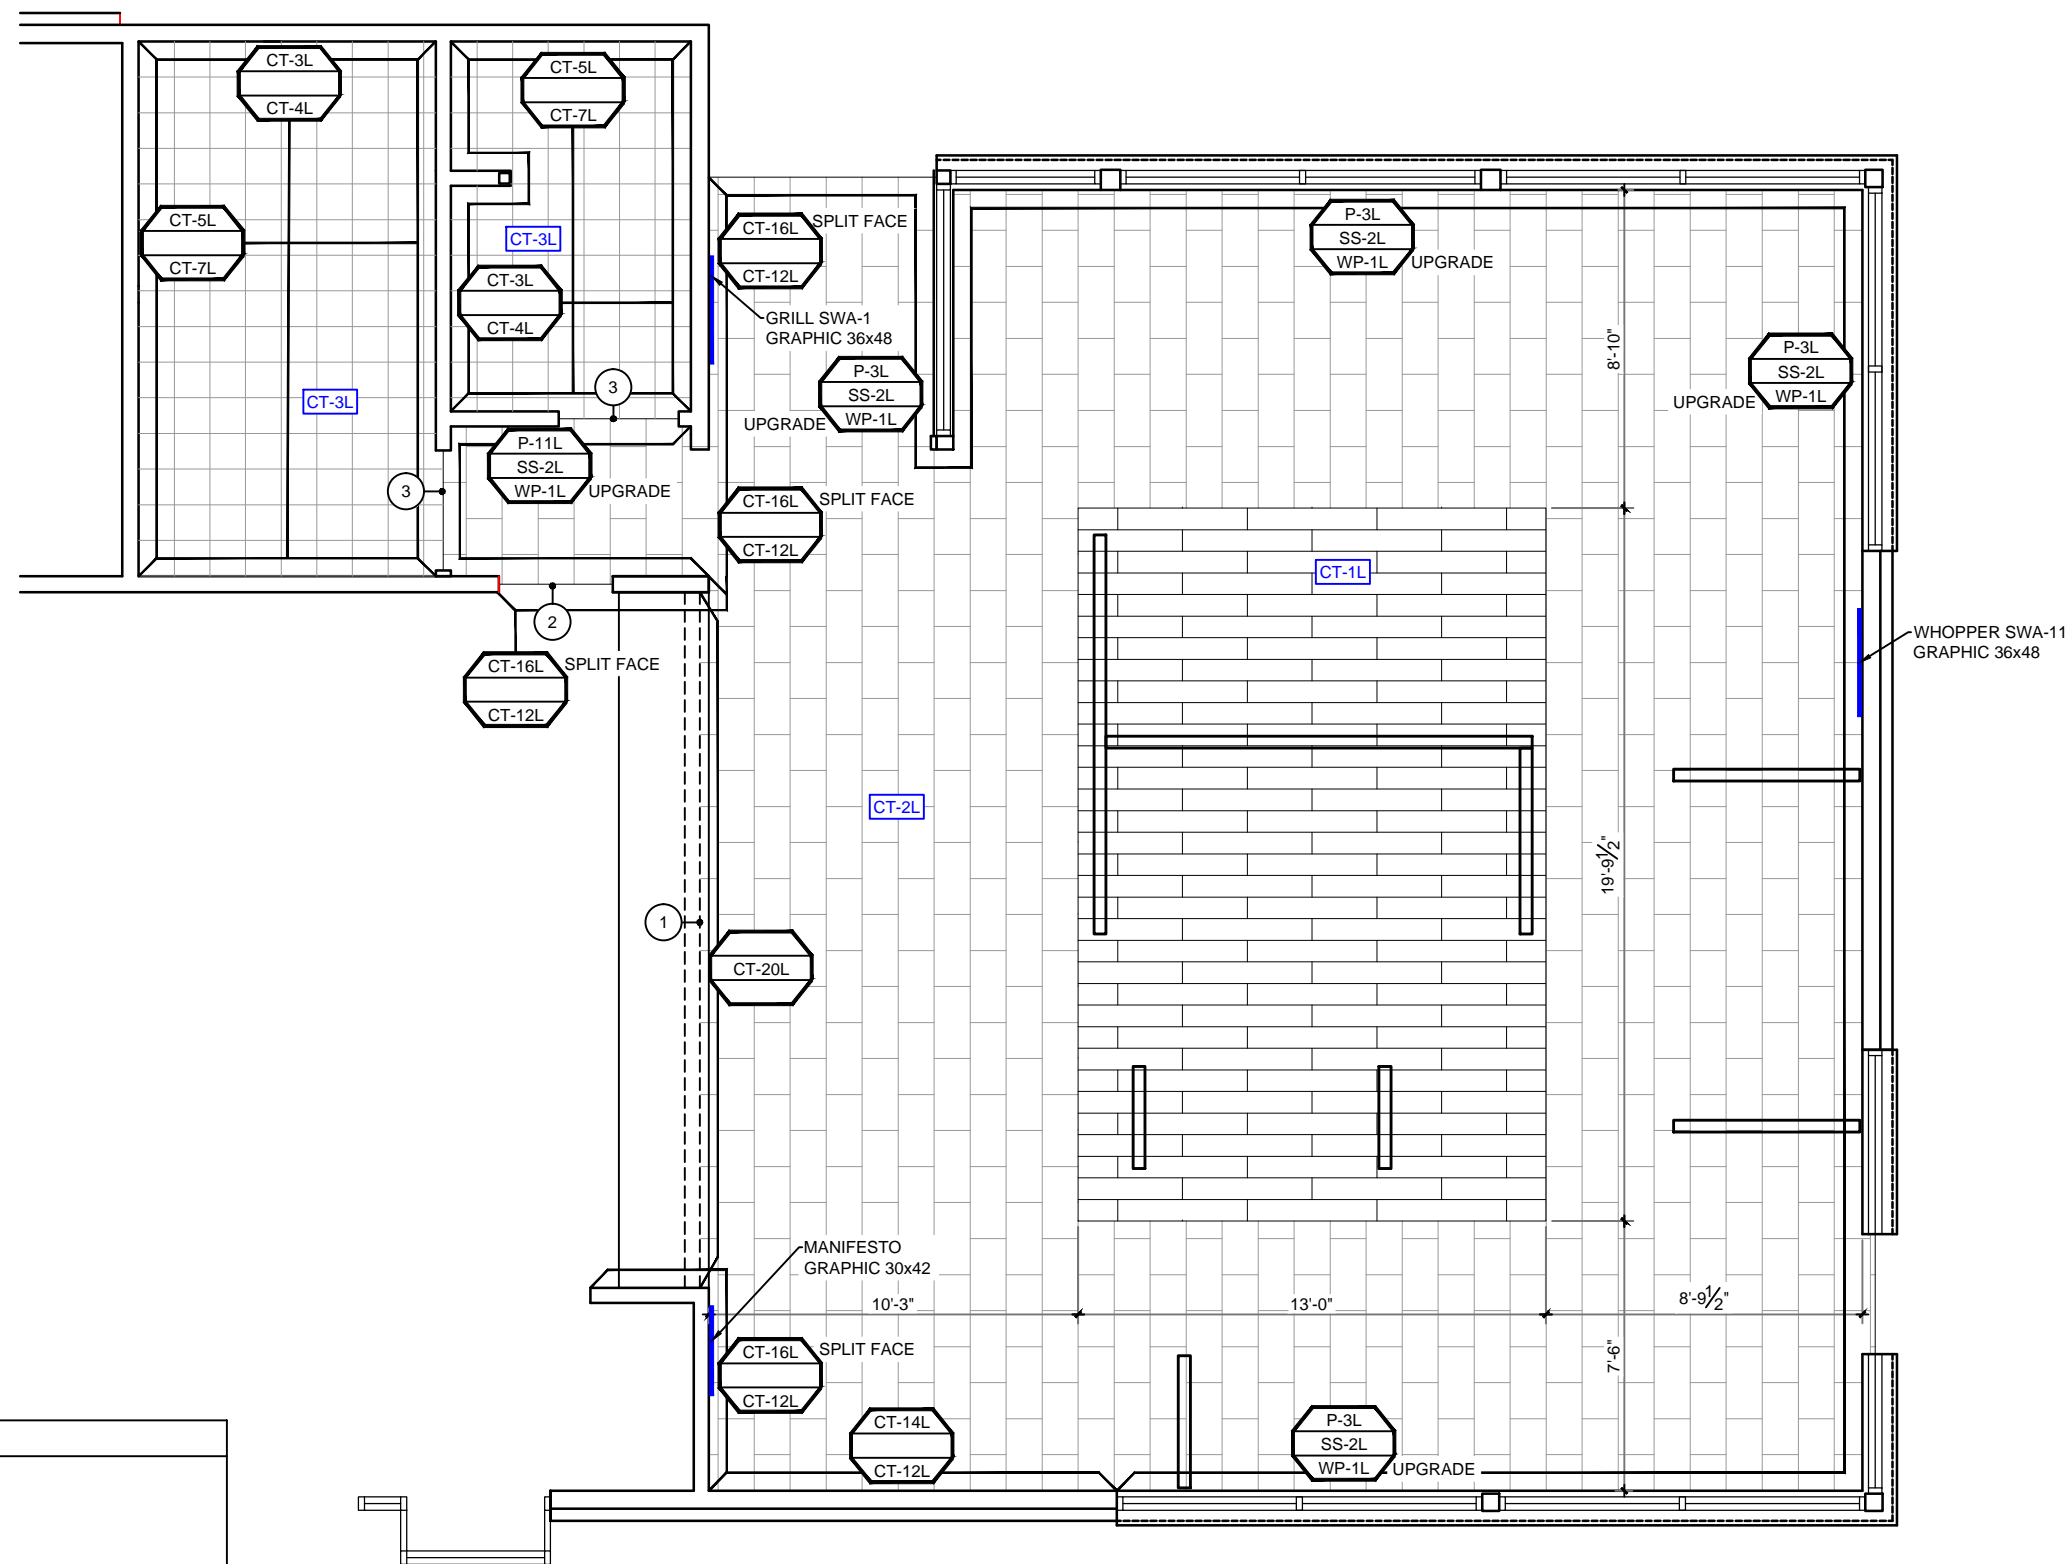 CT-3L
CT-4L
CT-5L
CT-7L
CT-5L
CT-7L
CT-3L
CT-3L
CT-4L
CT-3L
3
3
P-11L
SS-2L
WP-1L
UPGRADE
2
CT-16L
SPLIT FACE
CT-12L
CT-16L
SPLIT FACE
CT-12L
GRILL SWA-1
GRAPHIC 36x48
P-3L
SS-2L
WP-1L
UPGRADE
CT-16L
SPLIT FACE
CT-12L
P-3L
SS-2L
WP-1L
UPGRADE
P-3L
SS-2L
WP-1L
UPGRADE
8'-10"
CT-1L
WHOPPER SWA-11
GRAPHIC 36x48
CT-2L
19'-9 1/2"
1
CT-20L
MANIFESTO
GRAPHIC 30x42
10'-3"
13'-0"
8'-9 1/2"
7'-6"
CT-16L
SPLIT FACE
CT-12L
CT-14L
CT-12L
P-3L
SS-2L
WP-1L
UPGRADE